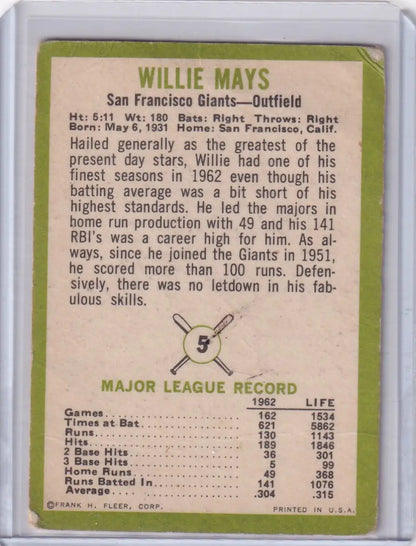 WILLIE MAYS
San Francisco Giants—Outfield
Ht: 5:11 Wt: 180 Bats: Right Throws: Right
Born: May 6, 1931 Home: San Francisco, Calif.
Hailed generally as the greatest of the
present day stars, Willie had one of his
finest seasons in 1962 even though his
batting average was a bit short of his
highest standards. He led the majors in
home run production with 49 and his 141
RBI's was a career high for him. As al-
ways, since he joined the Giants in 1951,
he scored more than 100 runs. Defen-
sively, there was no letdown in his fab-
ulous skills.
5
MAJOR LEAGUE RECORD
1962 LIFE
Games 162 1534
Times at Bat 621 5862
Runs 130 1143
Hits 189 1846
2 Base Hits 36 301
3 Base Hits 5 99
Home Runs 49 368
Runs Batted In 141 1076
Average .304 .315
©FRANK H. FLEER, CORP. PRINTED IN U.S.A.